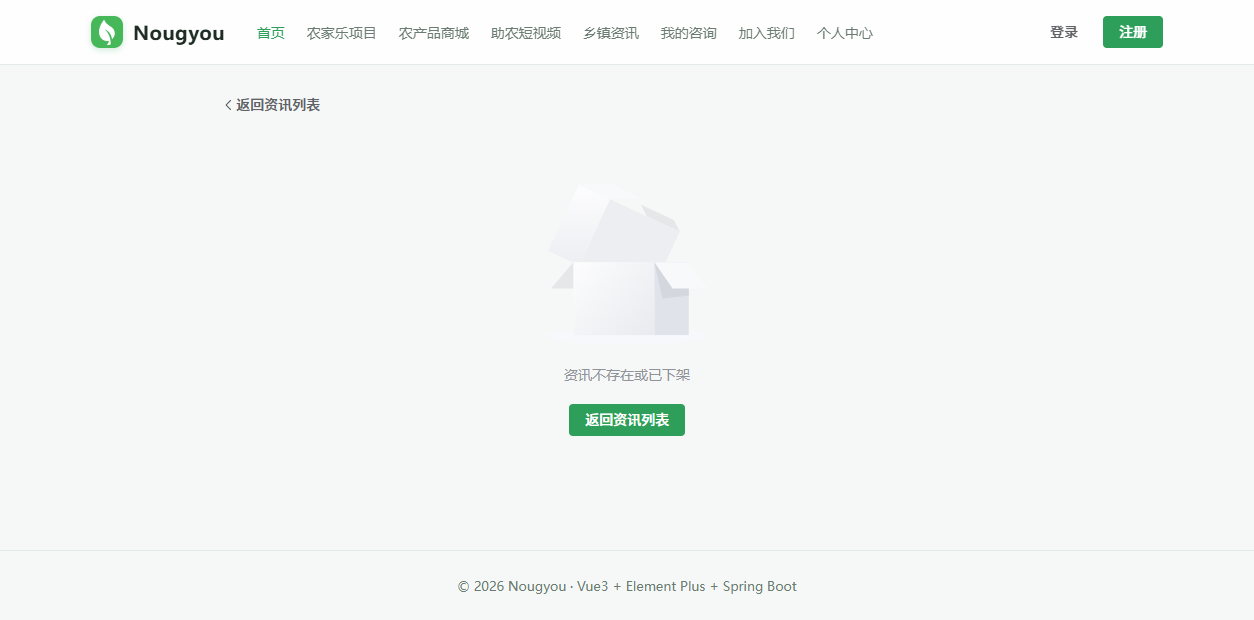 Nougyou 首页 农家乐项目 农产品商城 助农短视频 乡镇资讯 我的咨询 加入我们 个人中心 登录 注册
返回资讯列表
资讯不存在或已下架
返回资讯列表
© 2026 Nougyou · Vue3 + Element Plus + Spring Boot